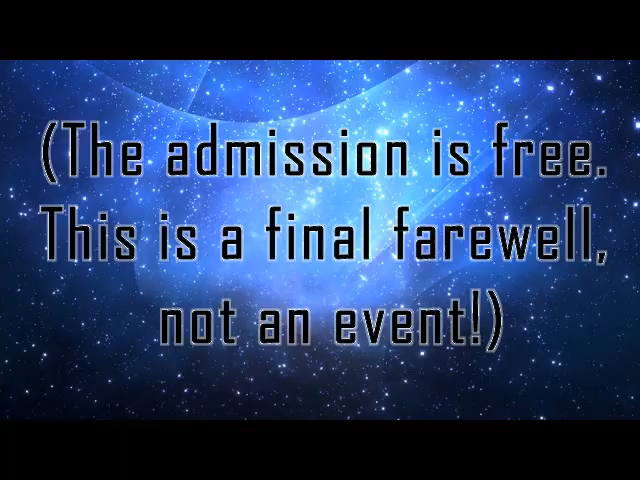 (The admission is free.
This is a final farewell,
not an event!)